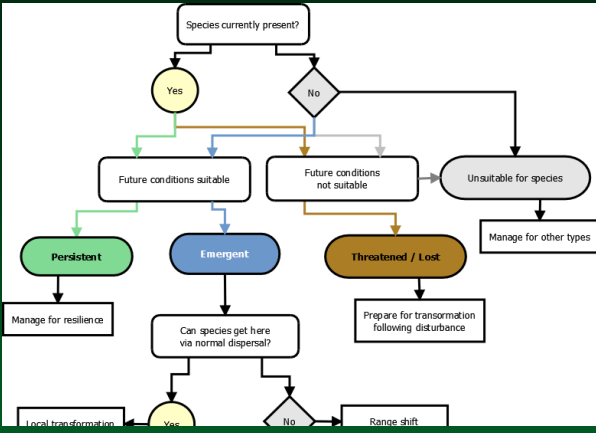 Species currently present?
Yes
No
Future conditions suitable
Future conditions
not suitable
Unsuitable for species
Manage for other types
Persistent
Emergent
Threatened / Lost
Manage for resilience
Prepare for transormation
following disturbance
Can species get here
via normal dispersal?
Local transformation
Yes
No
Range shift